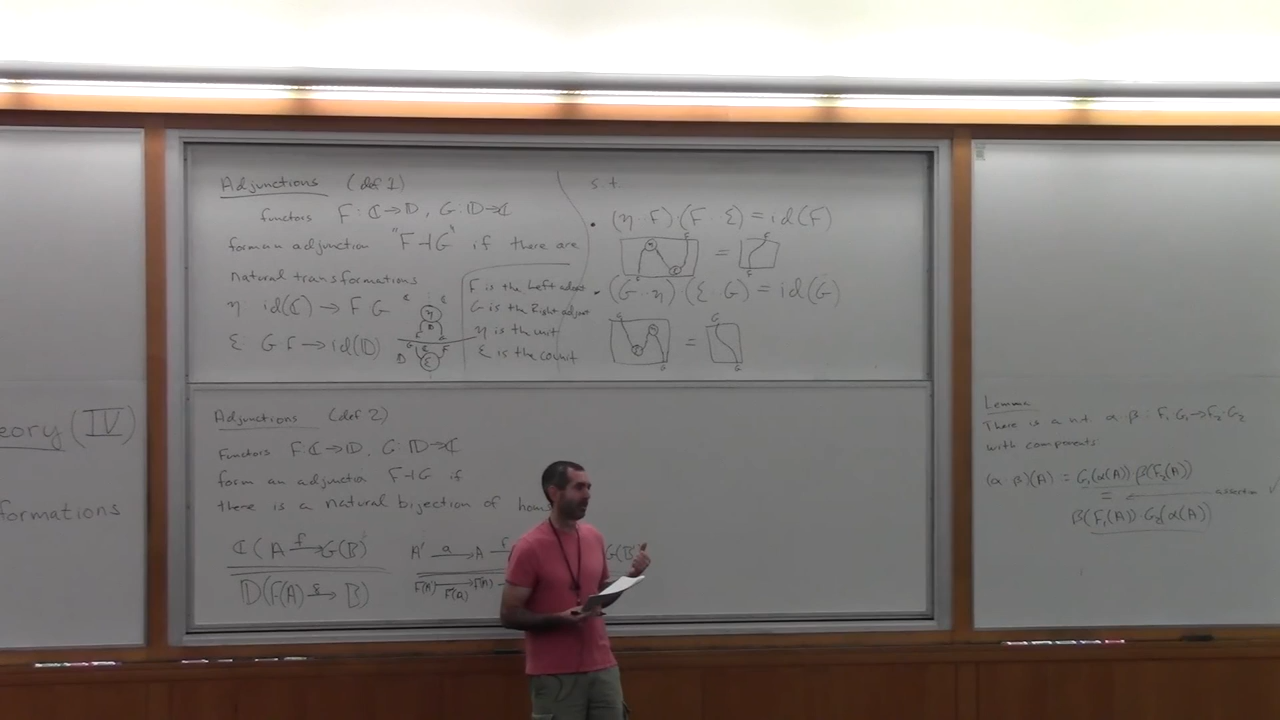 eory (IV)
formations
Adjunctions (def 1)
functors F : ℂ→𝔻, G : 𝔻→ℂ
form an adjunction "F⊣G" if there are
natural transformations
η id(ℂ) → F G
ε G F → id(𝔻)
F is the Left adjoint
G is the Right adjoint
η is the unit
ε is the counit
s.t.
(η · F) · (F · ε) = id(F)
=
(G · η) · (ε · G) = id(G)
=
Adjunctions (def 2)
Functors F: ℂ→𝔻, G: 𝔻→ℂ
form an adjunction F⊣G if
there is a natural bijection of homs
ℂ(A f→ G(B))
𝔻(F(A) g→ B)
A' a→ A f
G(B')
F(A') F(a)→ F(A)
Lemma
There is a n.t. α·β : F₁·G₁→F₂·G₂
with components
(α·β)(A) = G₁(α(A))·β(F₂(A))
= assertion
β(F₁(A))·G₂(α(A))